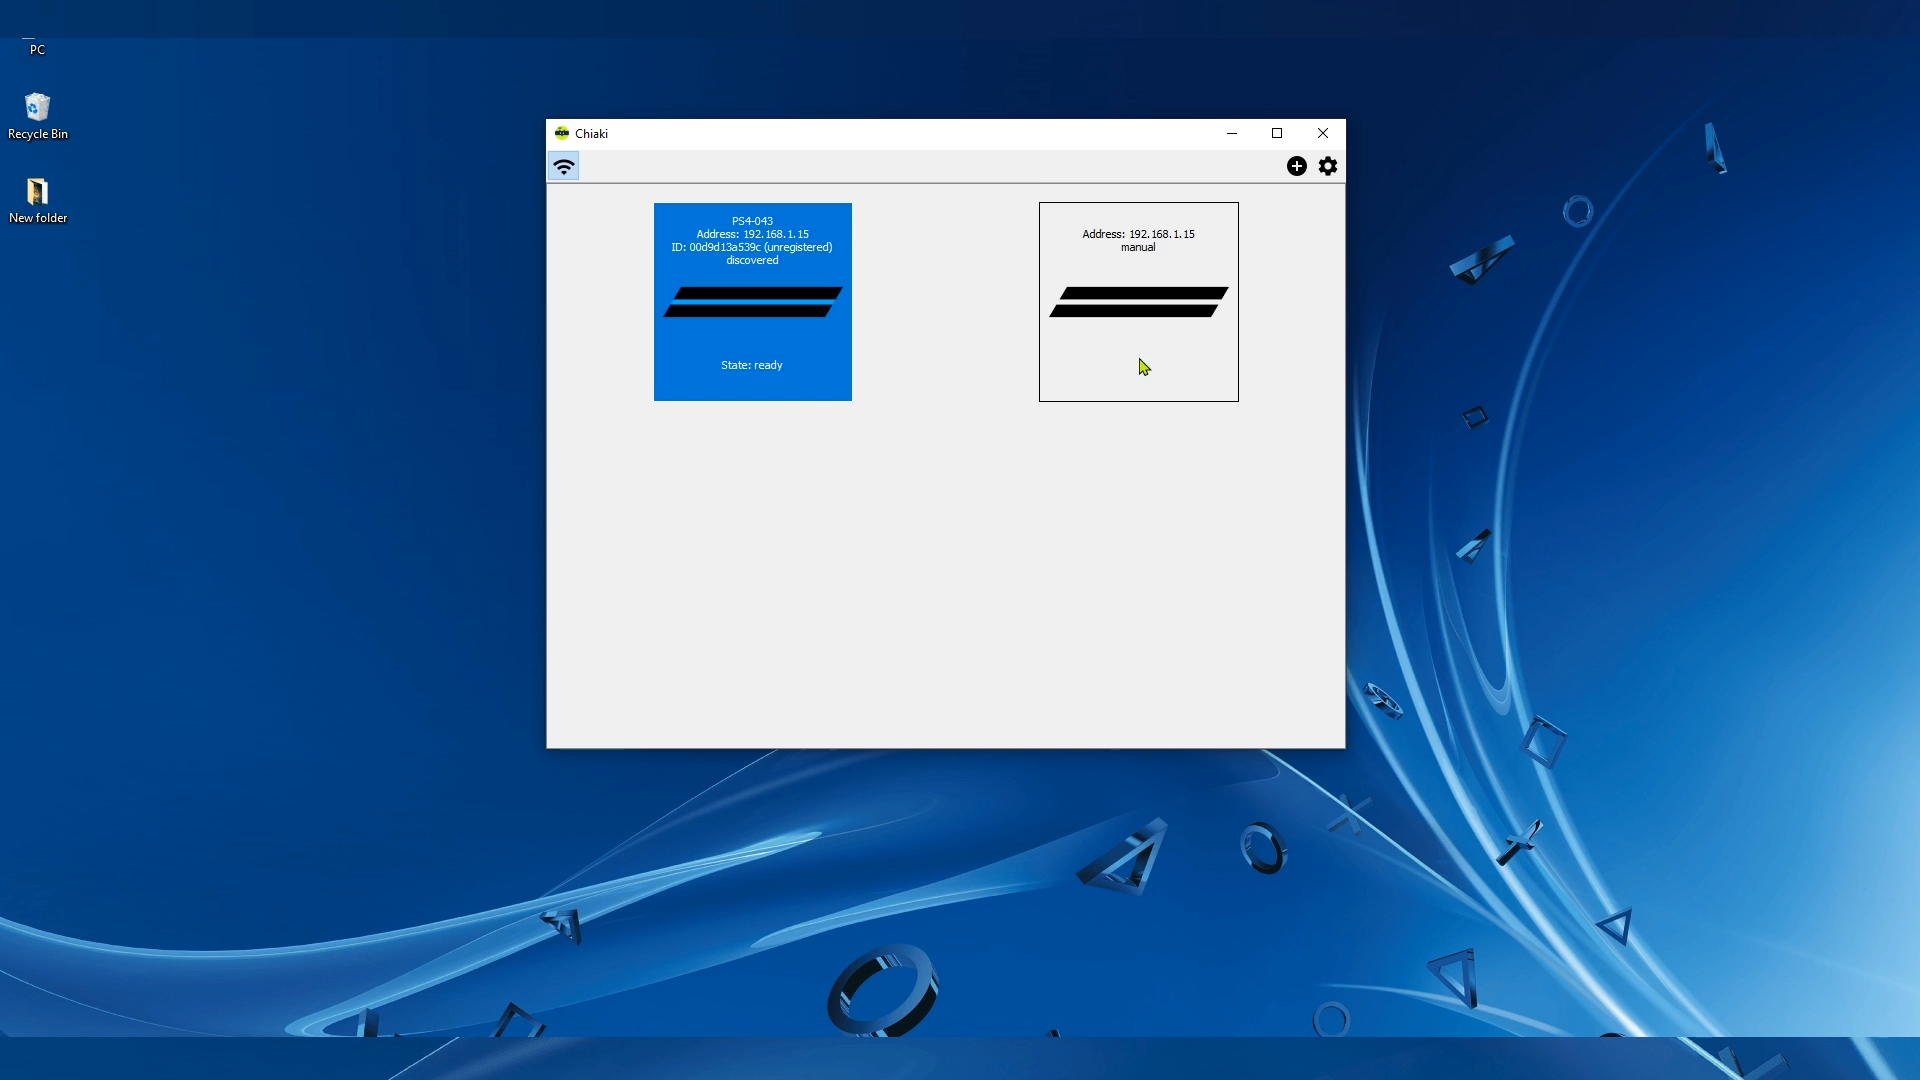 PC
Recycle Bin
New folder
Chiaki
PS4-043
Address: 192.168.1.15
ID: 00d9d13a539c (unregistered)
discovered
State: ready
Address: 192.168.1.15
manual